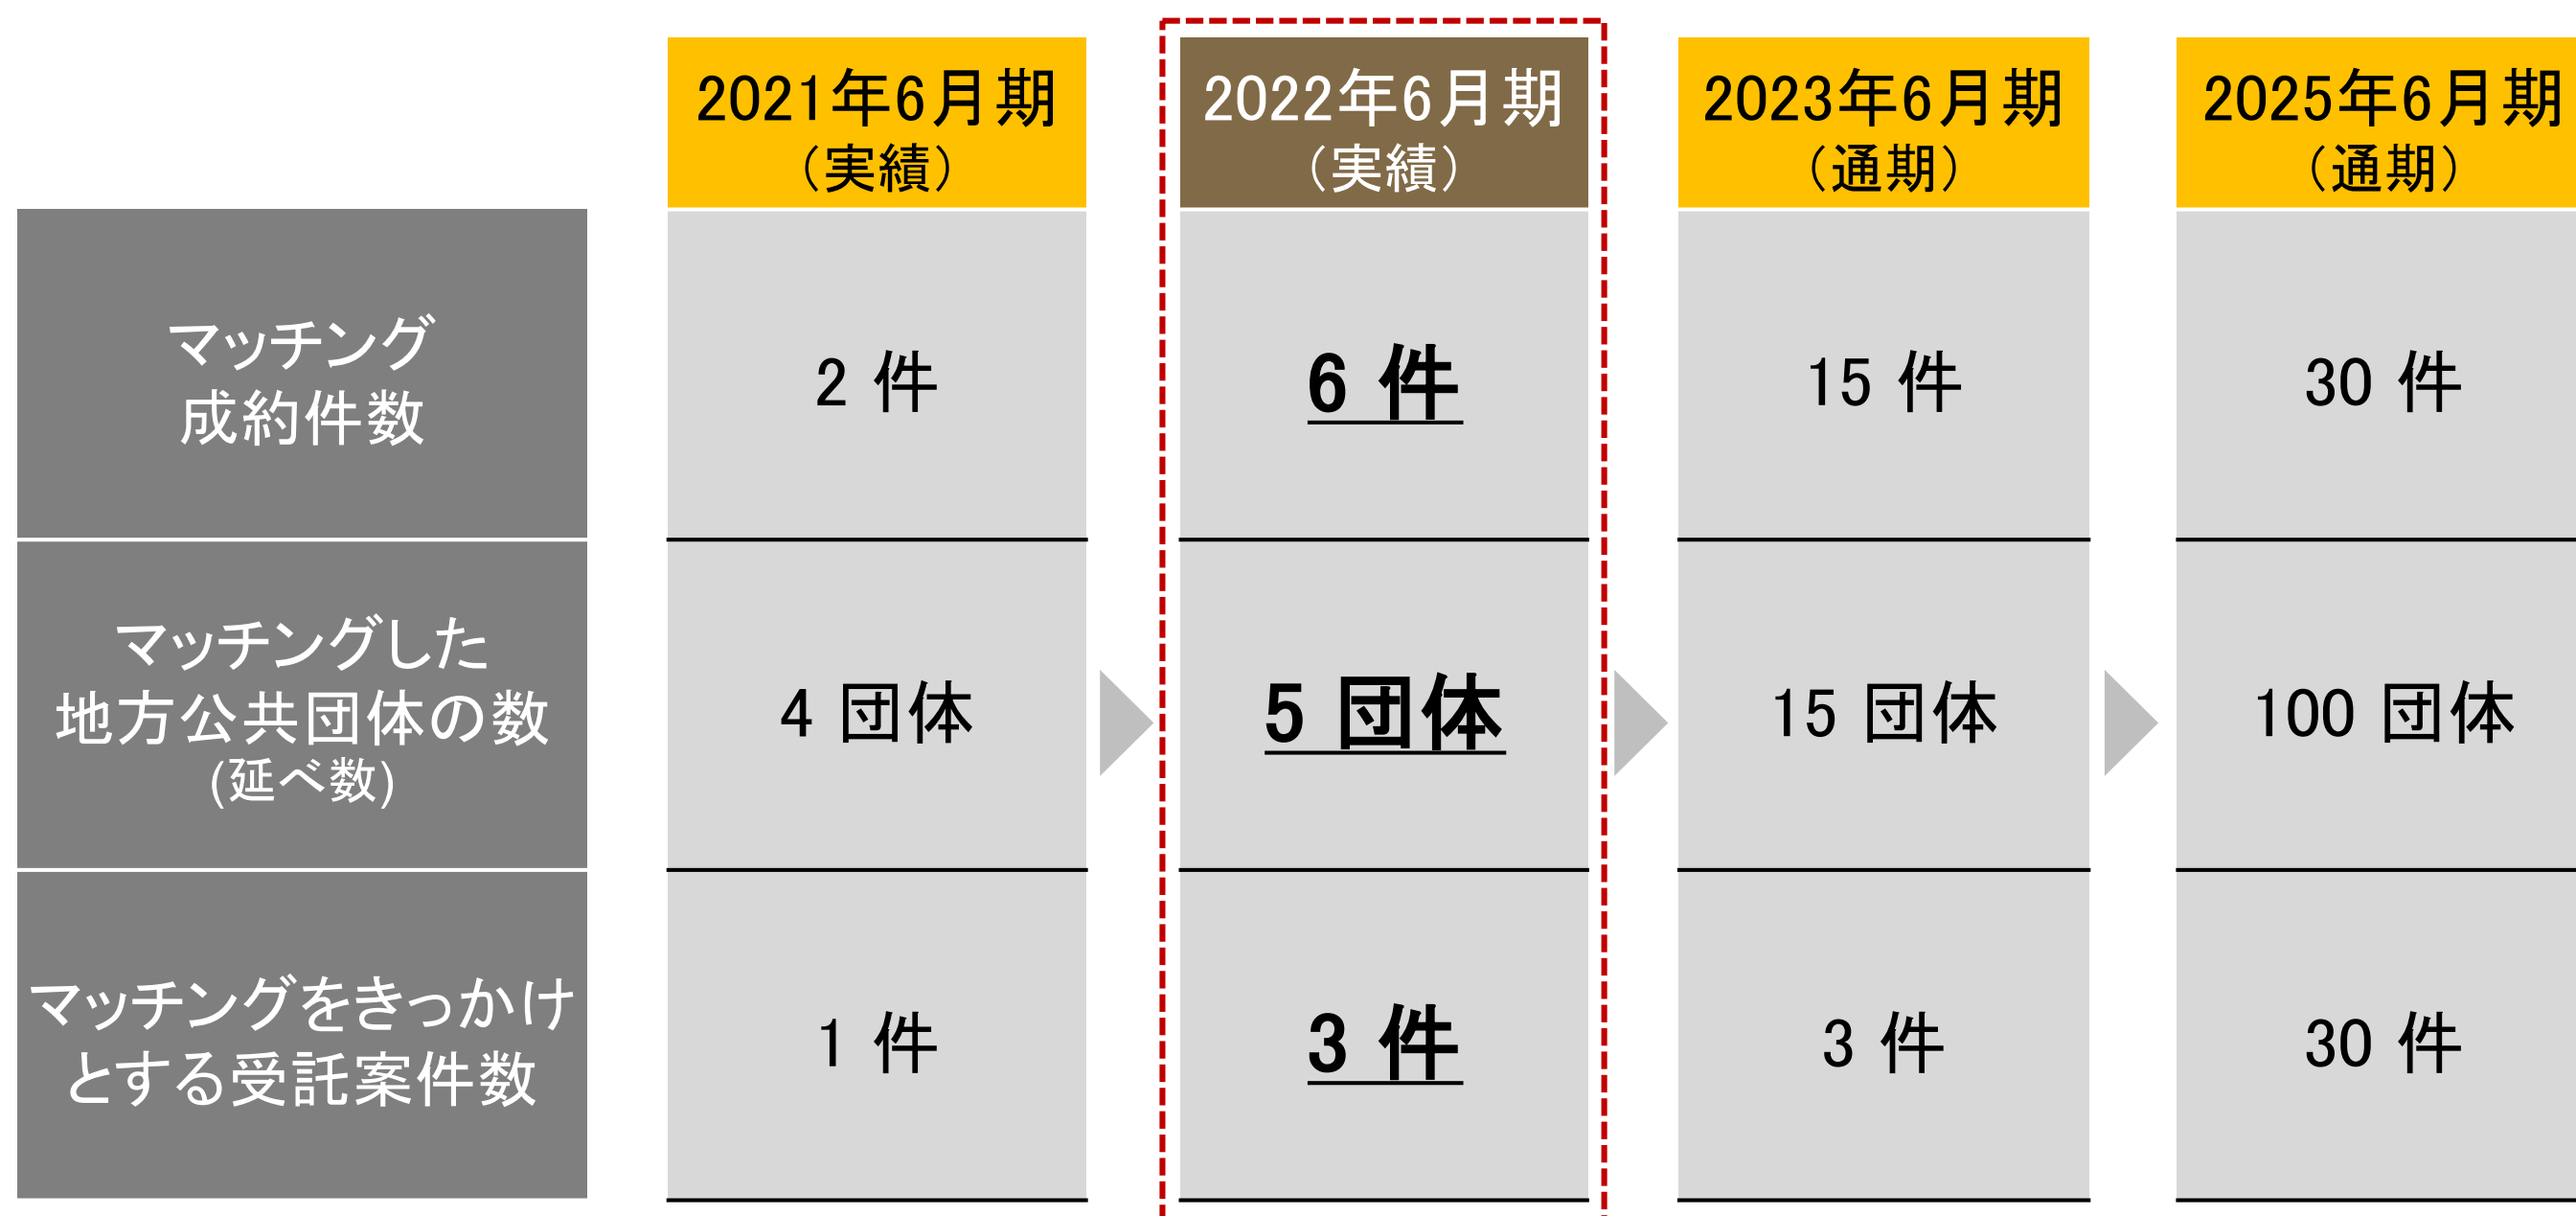 2021年6月期
（実績）
2022年6月期
（実績）
2023年6月期
（通期）
2025年6月期
（通期）
マッチング
成約件数
2 件
6 件
15 件
30 件
マッチングした
地方公共団体の数
(延べ数)
4 団体
5 団体
15 団体
100 団体
マッチングをきっかけ
とする受託案件数
1 件
3 件
3 件
30 件